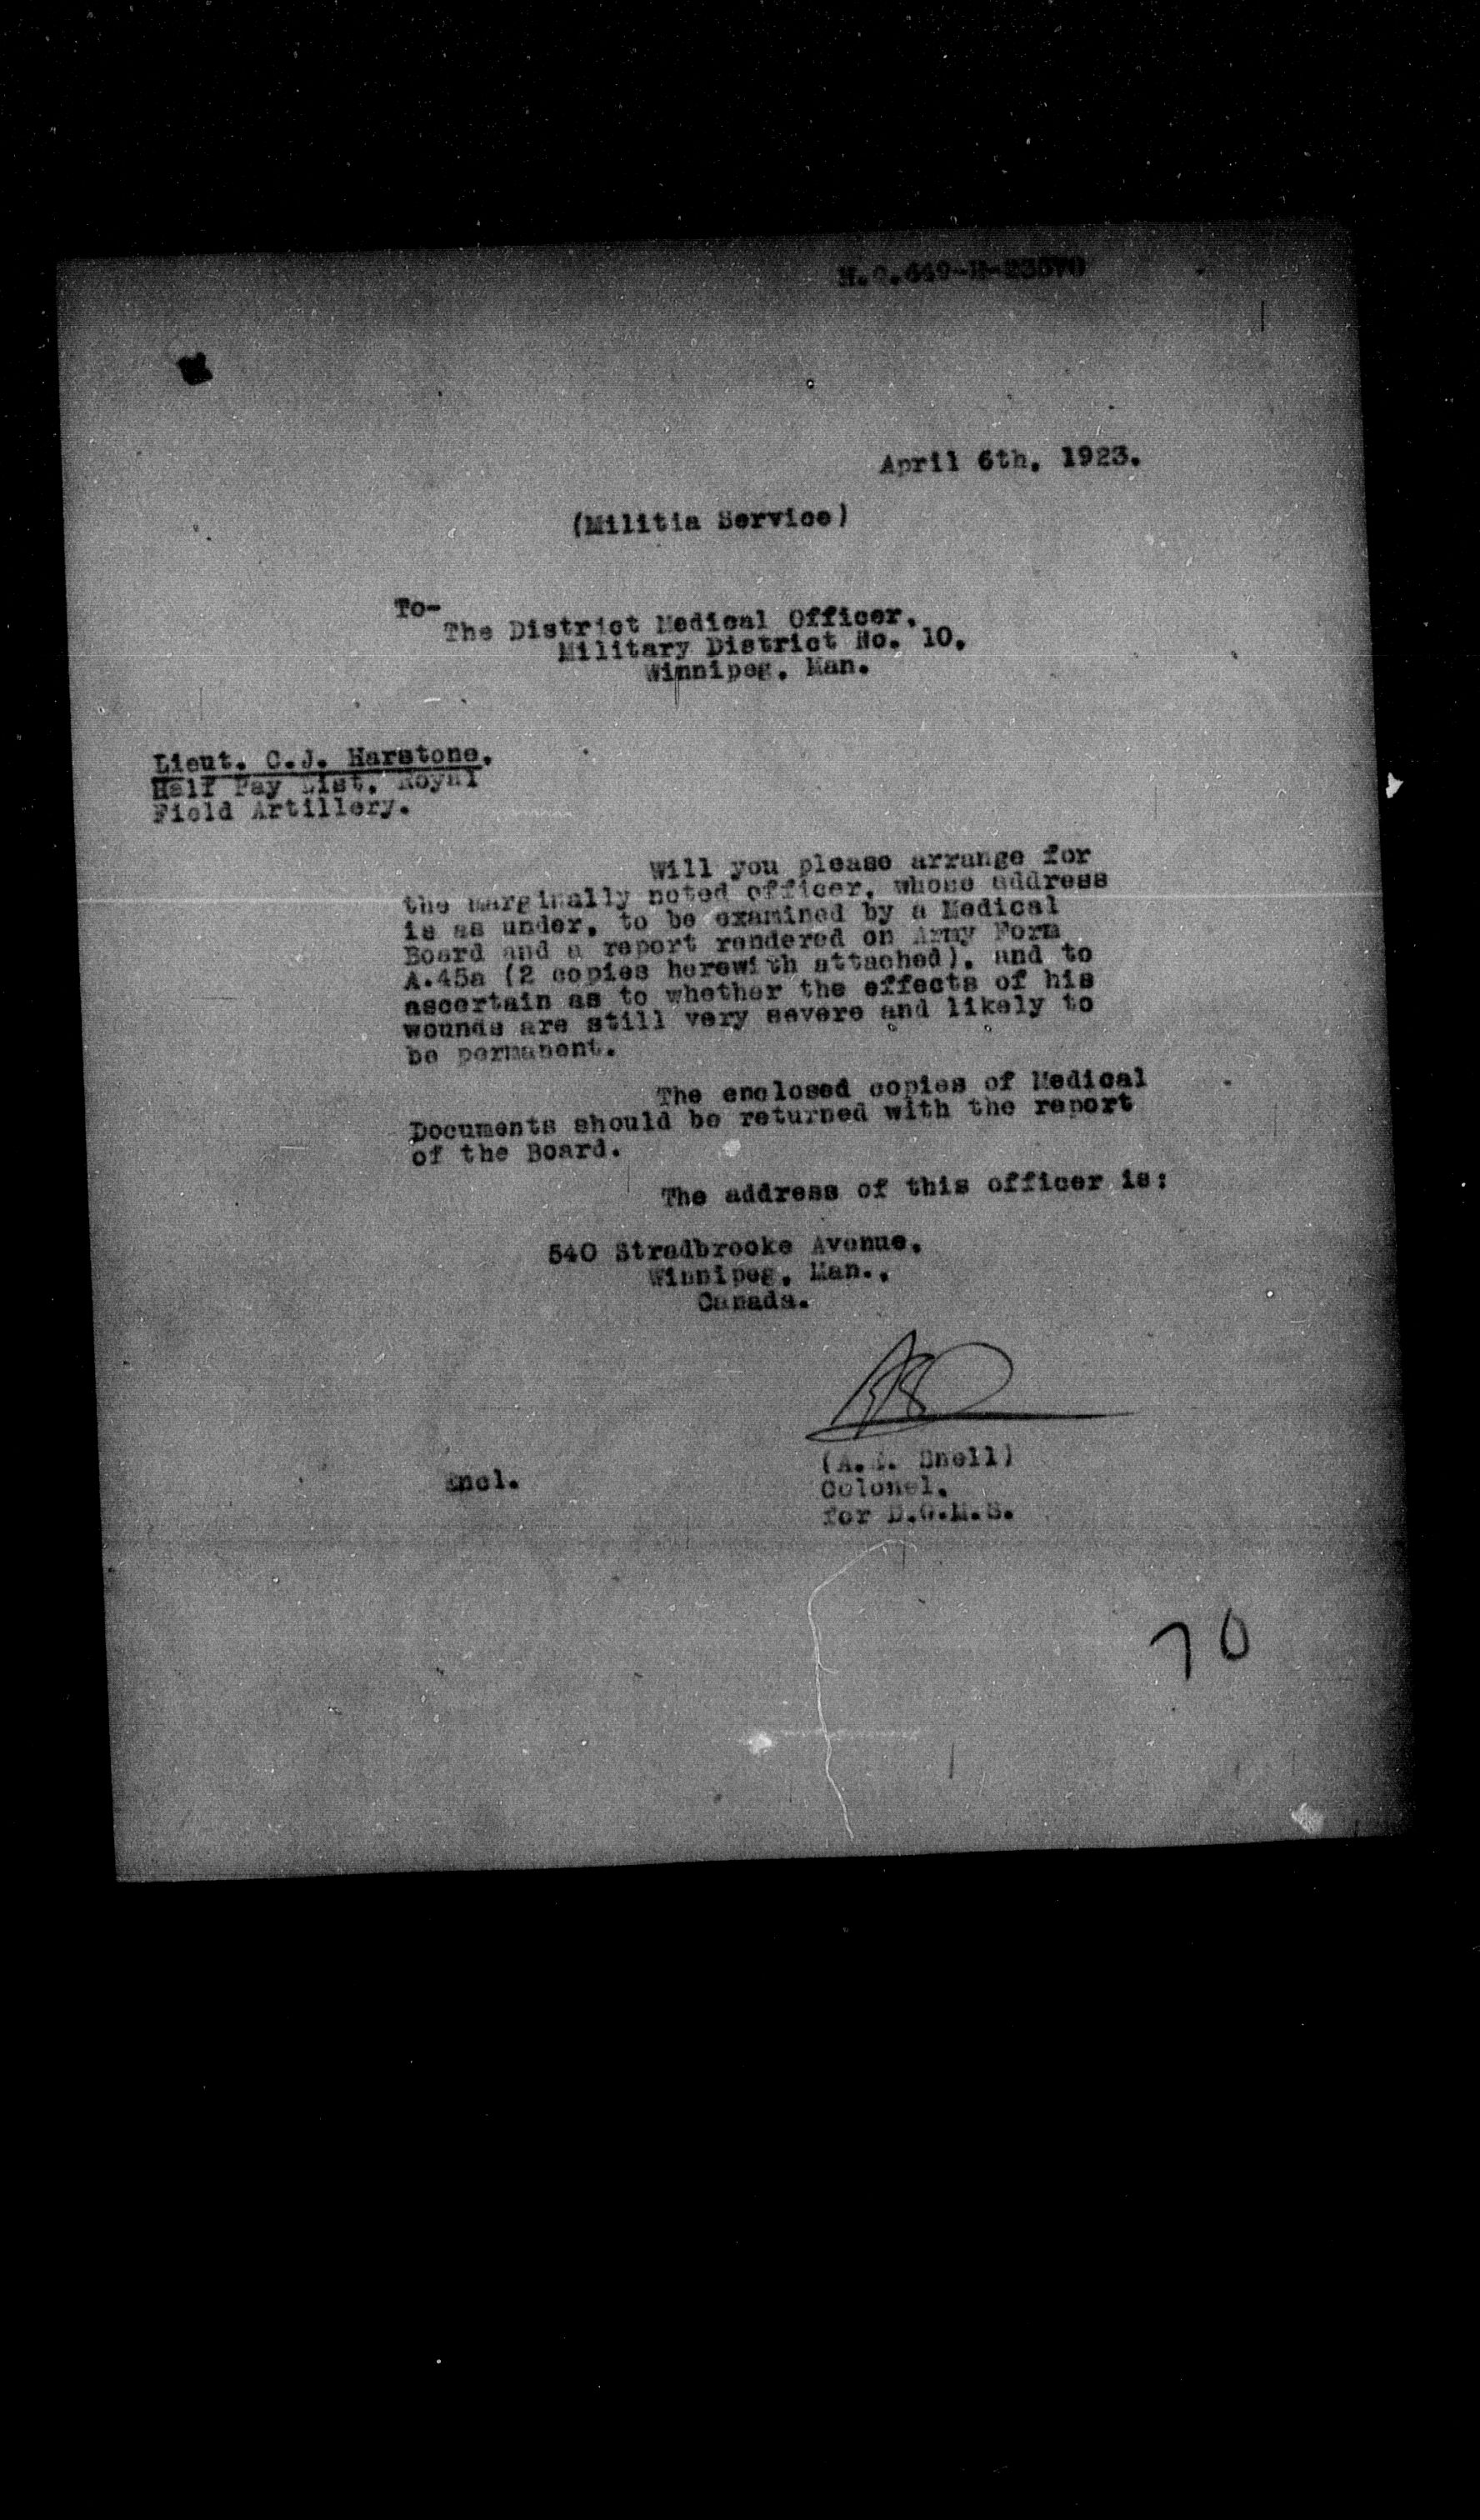 April 6th, 1923.
(Militia Service)
To-
The District Medical Officer,
Military District No. 10,
Winnipeg, Man.
Lieut. C.J. Harstone,
Half Pay List, Royal
Field Artillery.
Will you please arrange for
the marginally noted officer, whose address
is as under, to be examined by a Medical
Board and a report rendered on Army Form
A.45a (2 copies herewith attached), and to
ascertain as to whether the effects of his
wounds are still very severe and likely to
be permanent.
The enclosed copies of Medical
Documents should be returned with the report
of the Board.
The address of this officer is:
540 Stradbrooke Avenue,
Winnipeg, Man.,
Canada.
Encl.
(A. Snell)
Colonel,
for D.G.M.S.
70